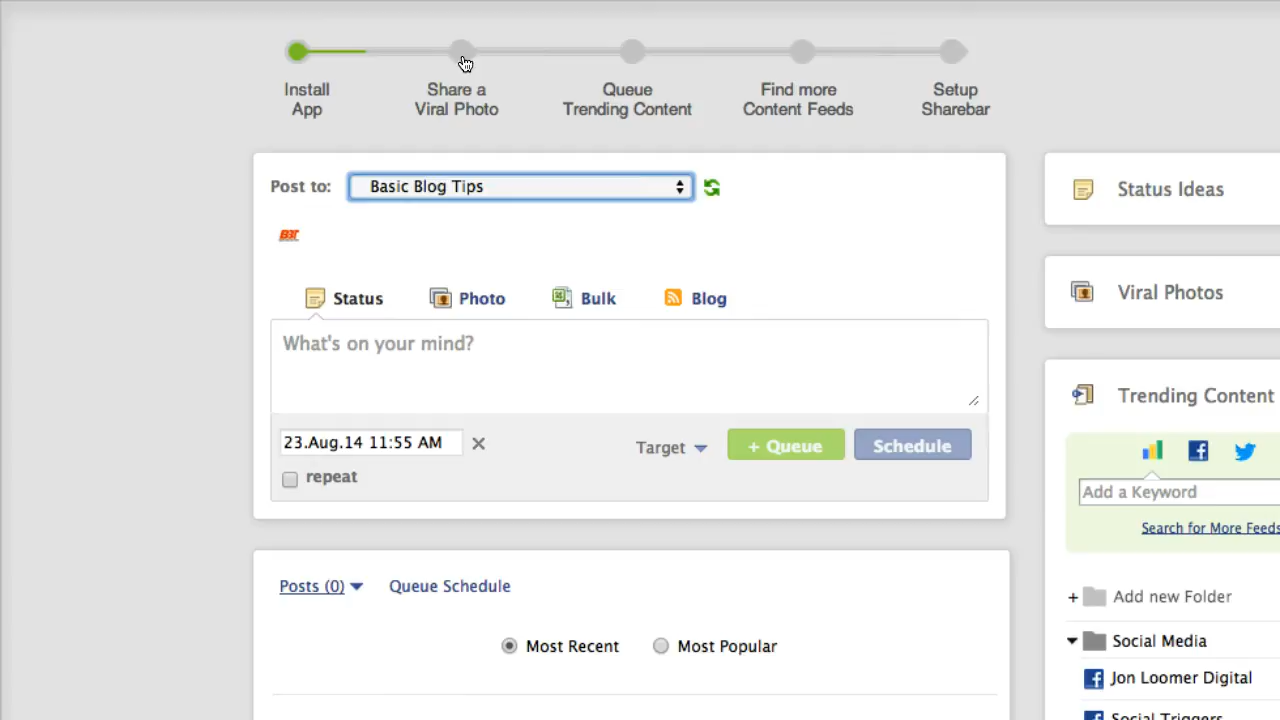 Install
App
Share a
Viral Photo
Queue
Trending Content
Find more
Content Feeds
Setup
Sharebar
Post to:
Basic Blog Tips
BBT
Status
Photo
Bulk
Blog
What's on your mind?
23.Aug.14 11:55 AM
Target
+ Queue
Schedule
repeat
Posts (0)
Queue Schedule
Most Recent
Most Popular
Status Ideas
Viral Photos
Trending Content
Add a Keyword
Search for More Feeds
+ Add new Folder
Social Media
Jon Loomer Digital
Social Triggers